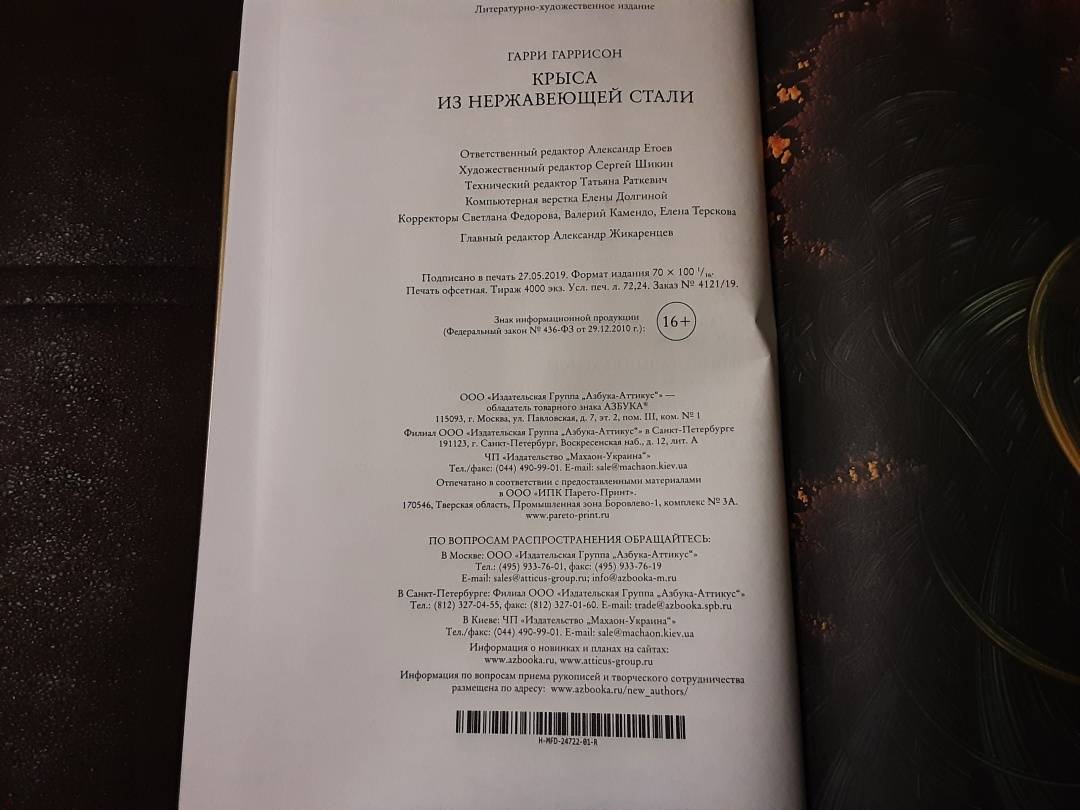 Литературно-художественное издание
ГАРРИ ГАРРИСОН
КРЫСА
ИЗ НЕРЖАВЕЮЩЕЙ СТАЛИ
Ответственный редактор Александр Етоев
Художественный редактор Сергей Шикин
Технический редактор Татьяна Раткевич
Компьютерная верстка Елены Долгиной
Корректоры Светлана Федорова, Валерий Камендо, Елена Терскова
Главный редактор Александр Жикаренцев
Подписано в печать 27.05.2019. Формат издания 70 × 100 1/16.
Печать офсетная. Тираж 4000 экз. Усл. печ. л. 72,24. Заказ № 4121/19.
Знак информационной продукции
(Федеральный закон № 436-ФЗ от 29.12.2010 г.):
16+
ООО «Издательская Группа „Азбука-Аттикус“» —
обладатель товарного знака АЗБУКА®
115093, г. Москва, ул. Павловская, д. 7, эт. 2, пом. III, ком. № 1
Филиал ООО «Издательская Группа „Азбука-Аттикус“» в Санкт-Петербурге
191123, г. Санкт-Петербург, Воскресенская наб., д. 12, лит. А
ЧП «Издательство „Махаон-Украина“»
Тел./факс: (044) 490-99-01. E-mail: sale@machaon.kiev.ua
Отпечатано в соответствии с предоставленными материалами
в ООО «ИПК Парето-Принт».
170546, Тверская область, Промышленная зона Боровлево-1, комплекс № 3А.
www.pareto-print.ru
ПО ВОПРОСАМ РАСПРОСТРАНЕНИЯ ОБРАЩАЙТЕСЬ:
В Москве: ООО «Издательская Группа „Азбука-Аттикус“»
Тел.: (495) 933-76-01, факс: (495) 933-76-19
E-mail: sales@atticus-group.ru; info@azbooka-m.ru
В Санкт-Петербурге: Филиал ООО «Издательская Группа „Азбука-Аттикус“»
Тел.: (812) 327-04-55, факс: (812) 327-01-60. E-mail: trade@azbooka.spb.ru
В Киеве: ЧП «Издательство „Махаон-Украина“»
Тел./факс: (044) 490-99-01. E-mail: sale@machaon.kiev.ua
Информация о новинках и планах на сайтах:
www.azbooka.ru, www.atticus-group.ru
Информация по вопросам приема рукописей и творческого сотрудничества
размещена по адресу: www.azbooka.ru/new_authors/
H-MFD-24722-01-R